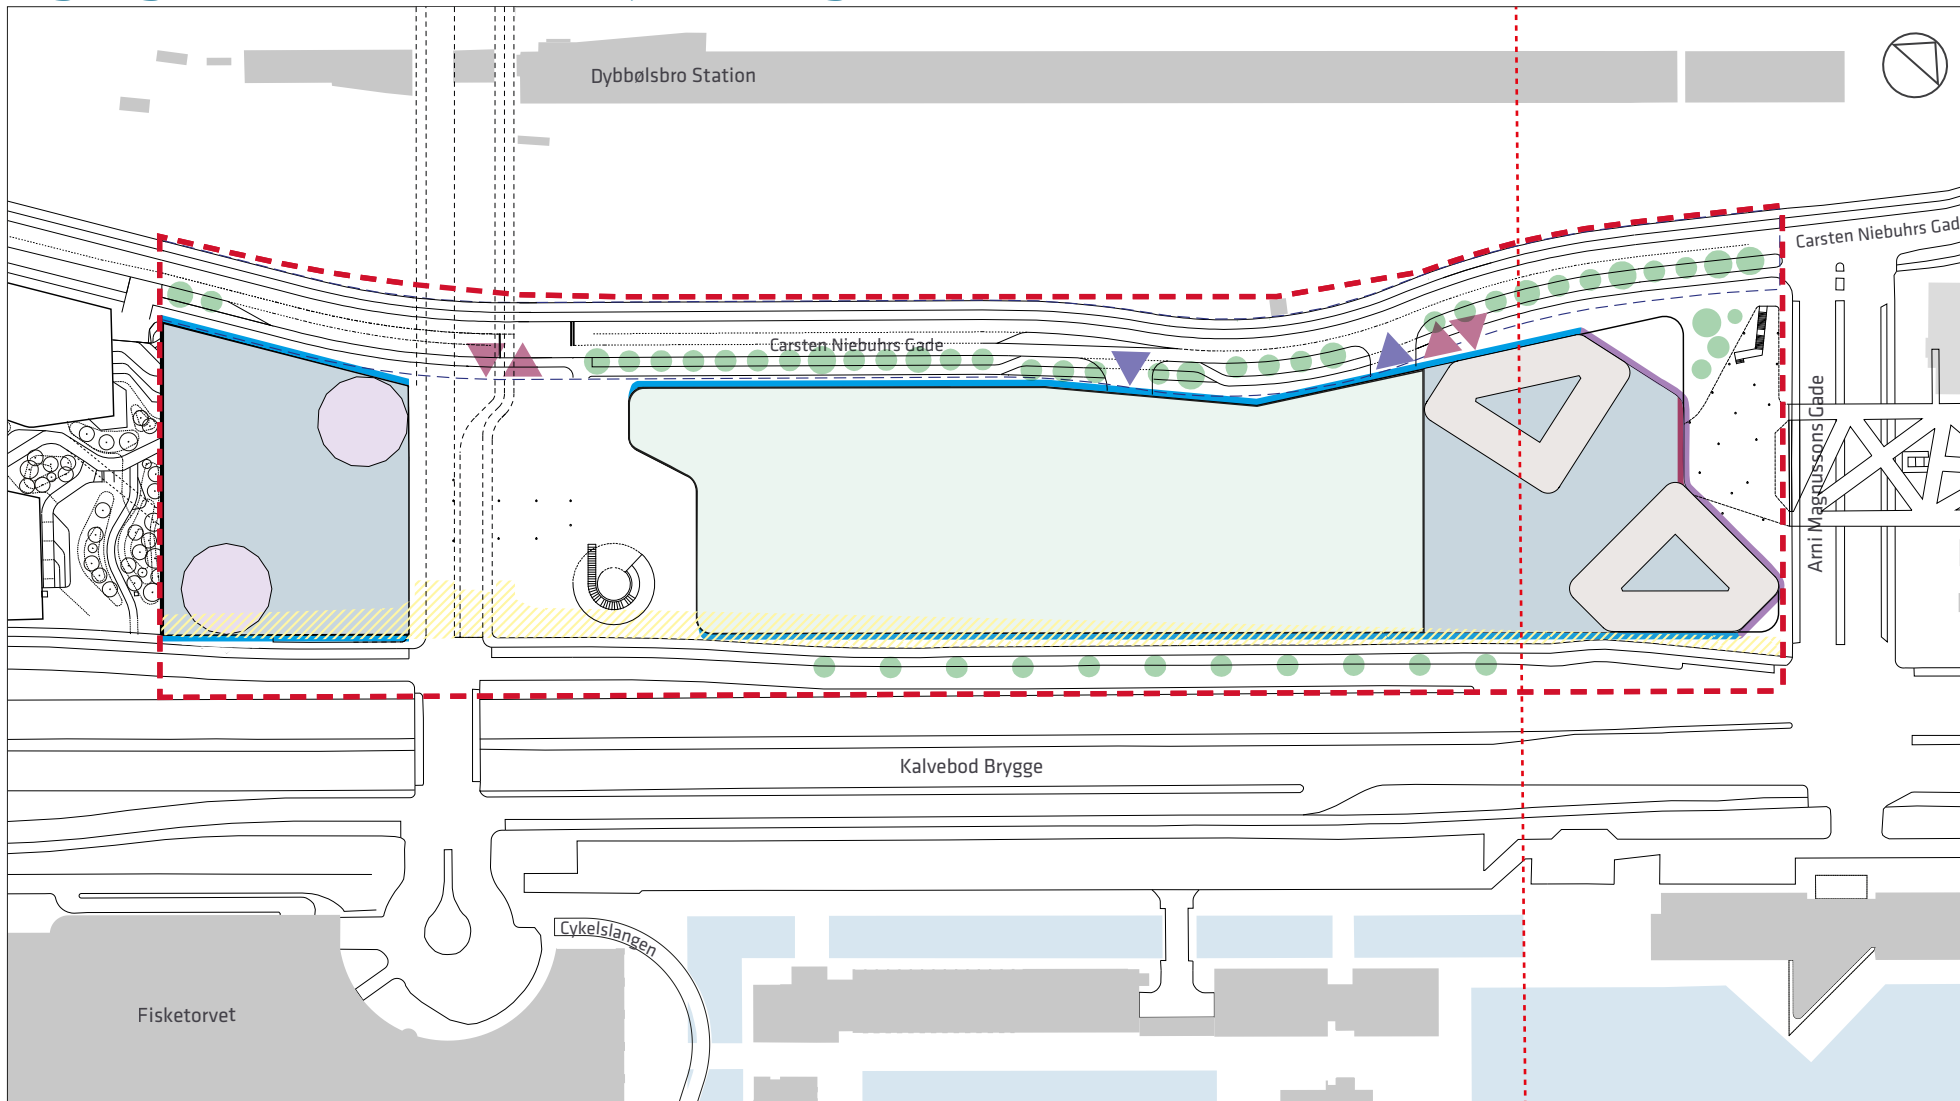 Dybbølsbro Station
Carsten Niebuhrs Gad
Carsten Niebuhrs Gade
Arni Magnussons Gade
Kalvebod Brygge
Cykelslangen
Fisketorvet